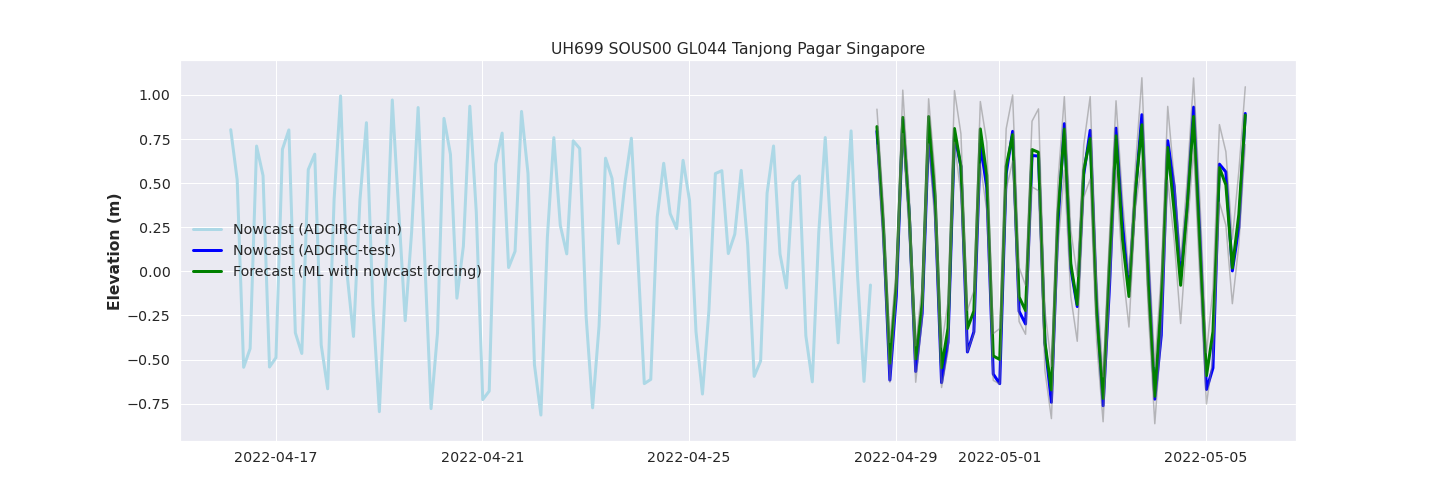 UH699 SOUS00 GL044 Tanjong Pagar Singapore
Elevation (m)
1.00
0.75
0.50
0.25
0.00
−0.25
−0.50
−0.75
Nowcast (ADCIRC-train)
Nowcast (ADCIRC-test)
Forecast (ML with nowcast forcing)
2022-04-17
2022-04-21
2022-04-25
2022-04-29
2022-05-01
2022-05-05